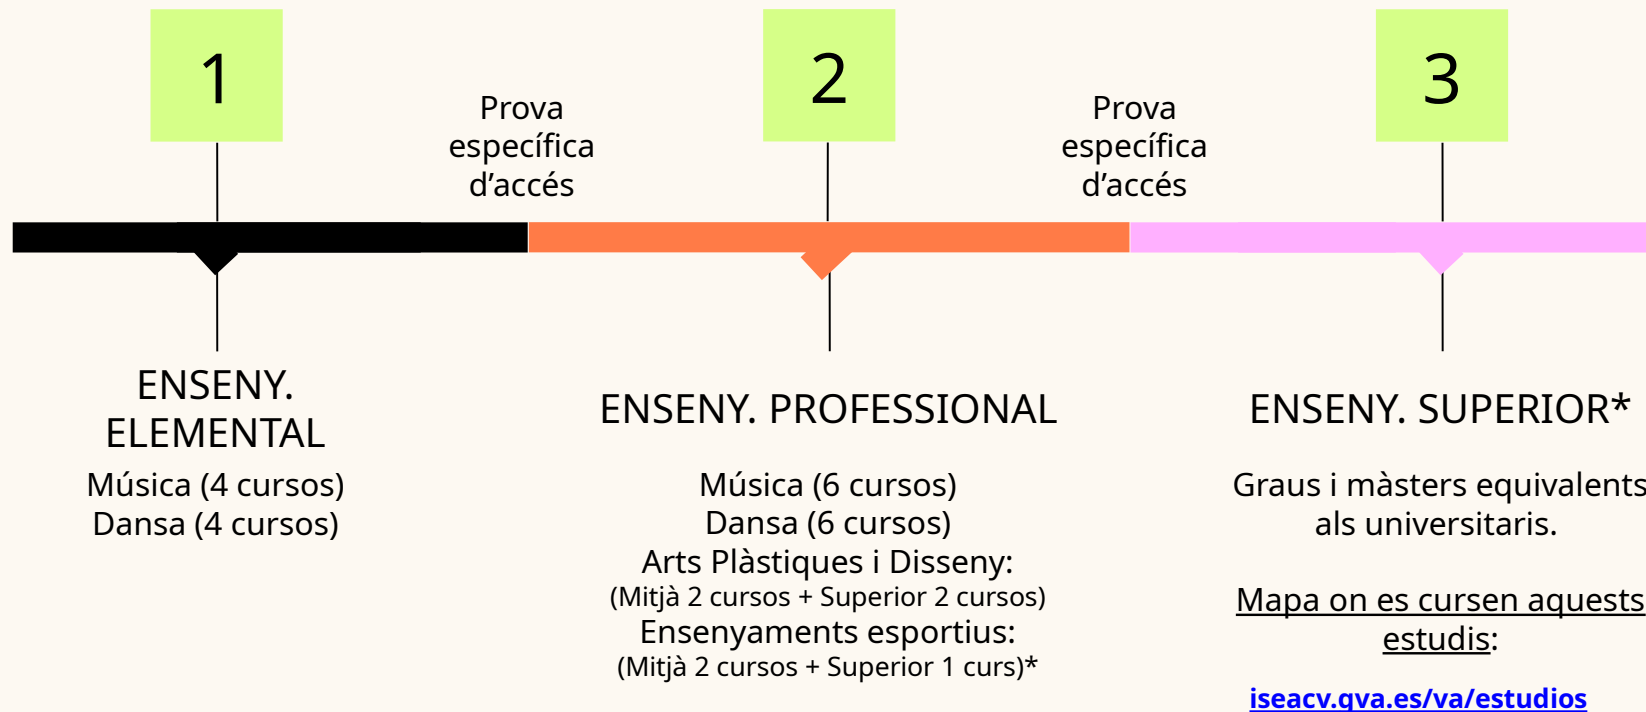 1
Prova
específica
d’accés
2
Prova
específica
d’accés
3
ENSENY.
ELEMENTAL
Música (4 cursos)
Dansa (4 cursos)
ENSENY. PROFESSIONAL
Música (6 cursos)
Dansa (6 cursos)
Arts Plàstiques i Disseny:
(Mitjà 2 cursos + Superior 2 cursos)
Ensenyaments esportius:
(Mitjà 2 cursos + Superior 1 curs)*
ENSENY. SUPERIOR*
Graus i màsters equivalents
als universitaris.
Mapa on es cursen aquests
estudis:
iseacv.gva.es/va/estudios